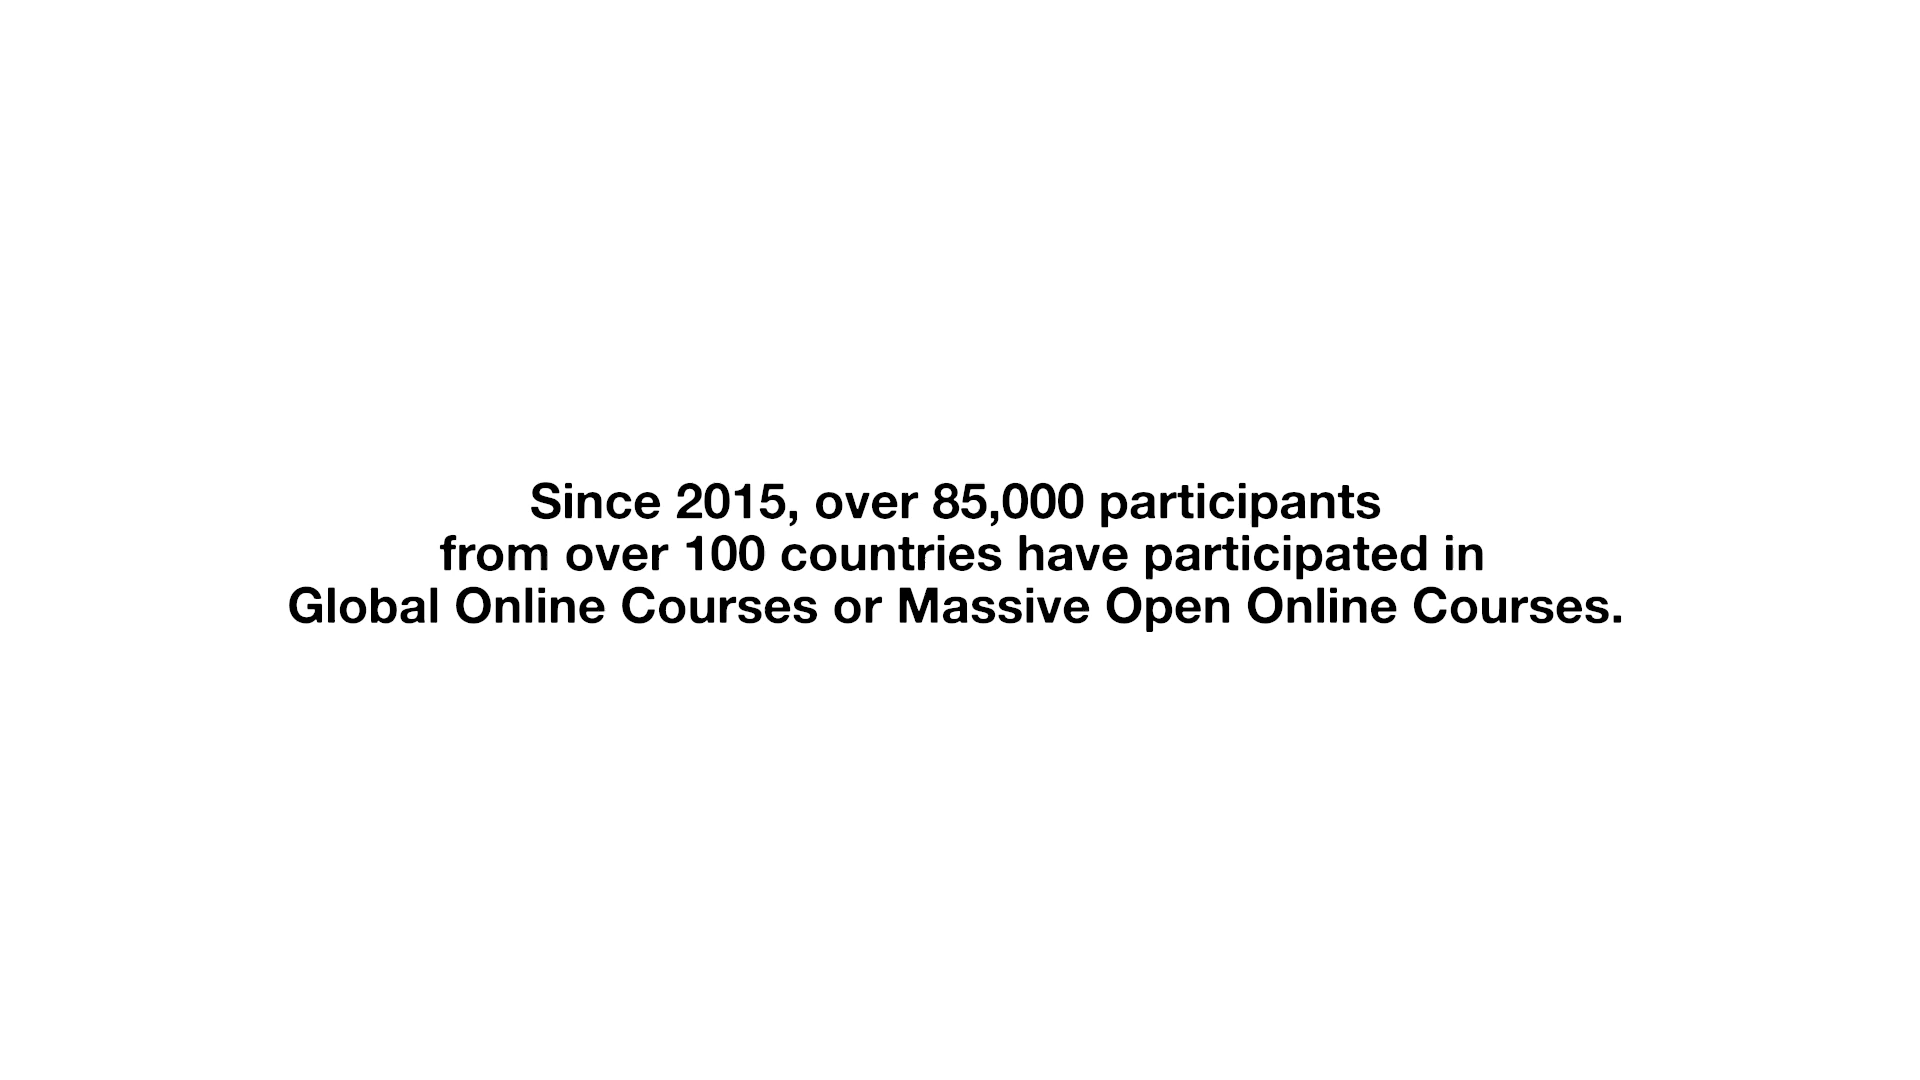 Since 2015, over 85,000 participants
from over 100 countries have participated in
Global Online Courses or Massive Open Online Courses.